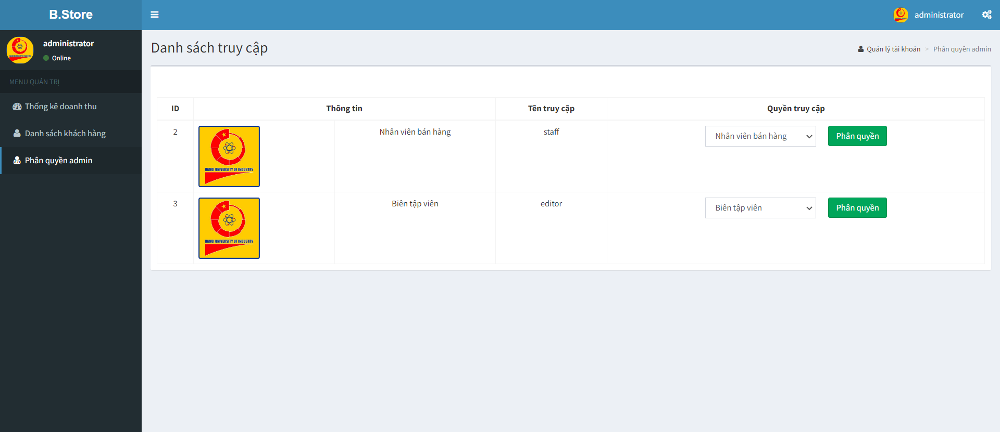 B.Store
administrator
administrator
Online
MENU QUẢN TRỊ
Thống kê doanh thu
Danh sách khách hàng
Phân quyền admin
Danh sách truy cập
Quản lý tài khoản > Phân quyền admin
ID Thông tin Tên truy cập Quyền truy cập
2 Nhân viên bán hàng staff Nhân viên bán hàng Phân quyền
HANOI UNIVERSITY OF INDUSTRY
3 Biên tập viên editor Biên tập viên Phân quyền
HANOI UNIVERSITY OF INDUSTRY